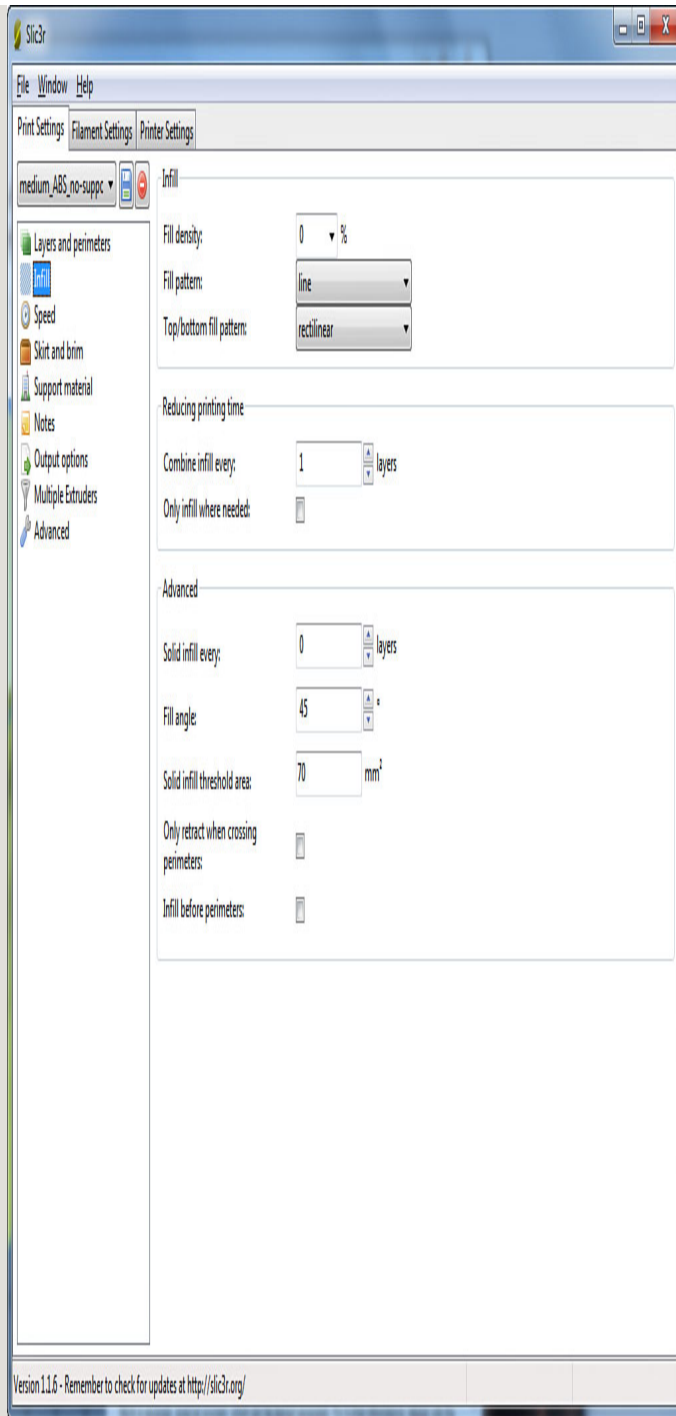 Slic3r
File Window Help
Print Settings Filament Settings Printer Settings
medium_ABS_no-suppc
Layers and perimeters
Infill
Speed
Skirt and brim
Support material
Notes
Output options
Multiple Extruders
Advanced
Infill
Fill density: 0 %
Fill pattern: line
Top/bottom fill pattern: rectilinear
Reducing printing time
Combine infill every: 1 layers
Only infill where needed:
Advanced
Solid infill every: 0 layers
Fill angle: 45 °
Solid infill threshold area: 70 mm²
Only retract when crossing
perimeters:
Infill before perimeters:
Version 1.1.6 - Remember to check for updates at http://slic3r.org/